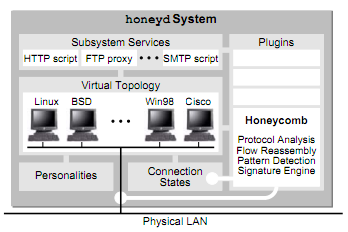 honeyd System
Subsystem Services
HTTP script
FTP proxy
SMTP script
Virtual Topology
Linux
BSD
Win98
Cisco
Personalities
Connection
States
Plugins
Honeycomb
Protocol Analysis
Flow Reassembly
Pattern Detection
Signature Engine
Physical LAN